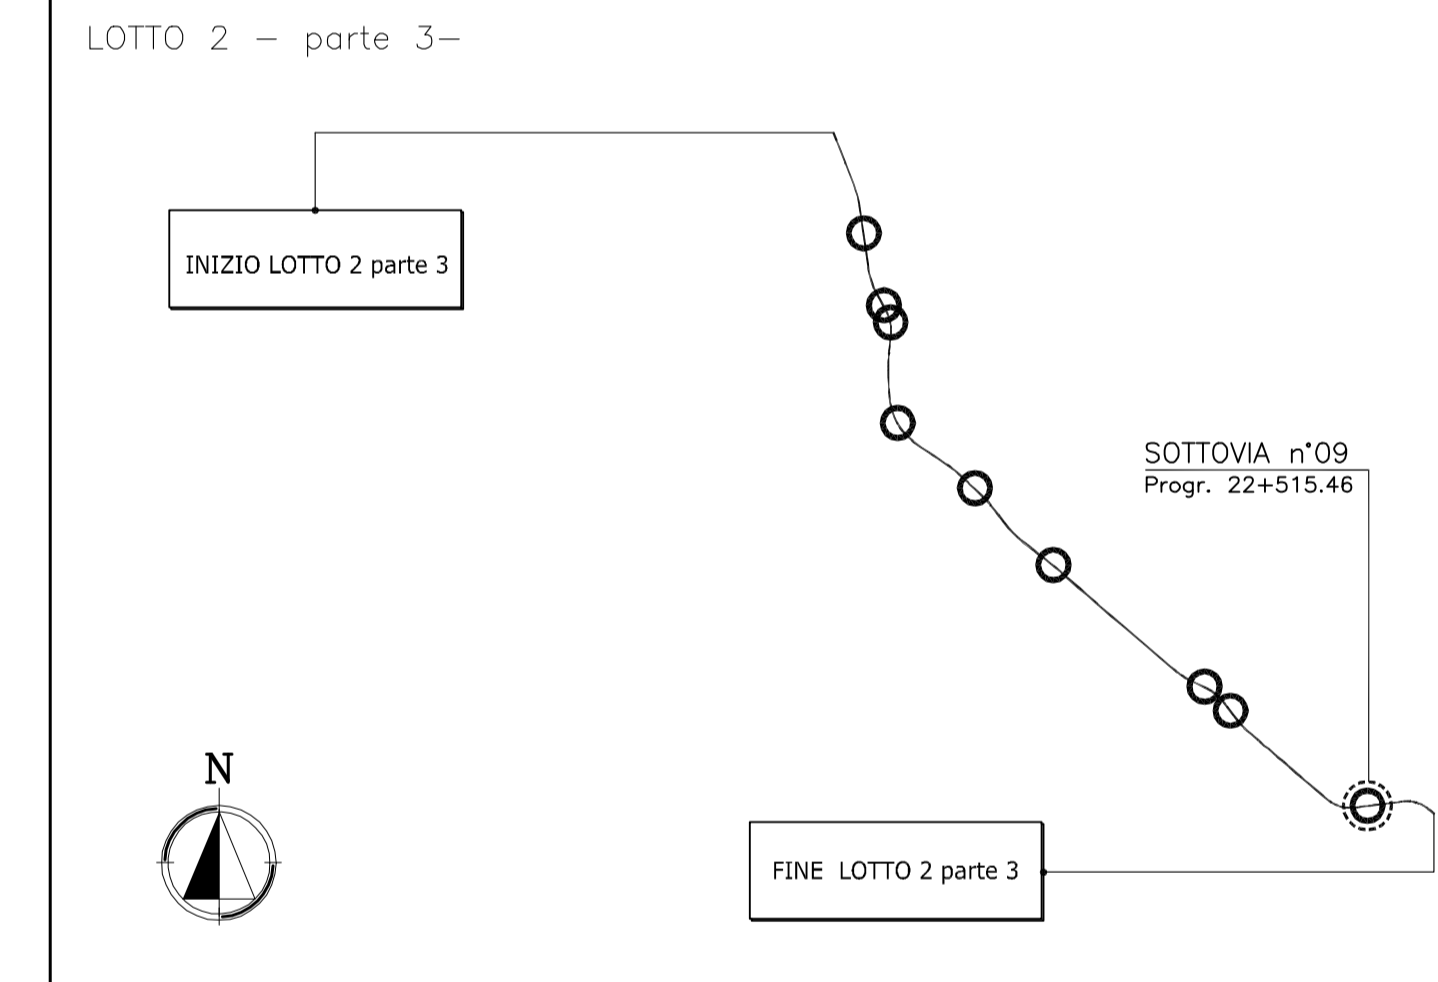 LOTTO 2 - parte 3-
INIZIO LOTTO 2 parte 3
SOTTOVIA n°09
Progr. 22+515.46
N
FINE LOTTO 2 parte 3